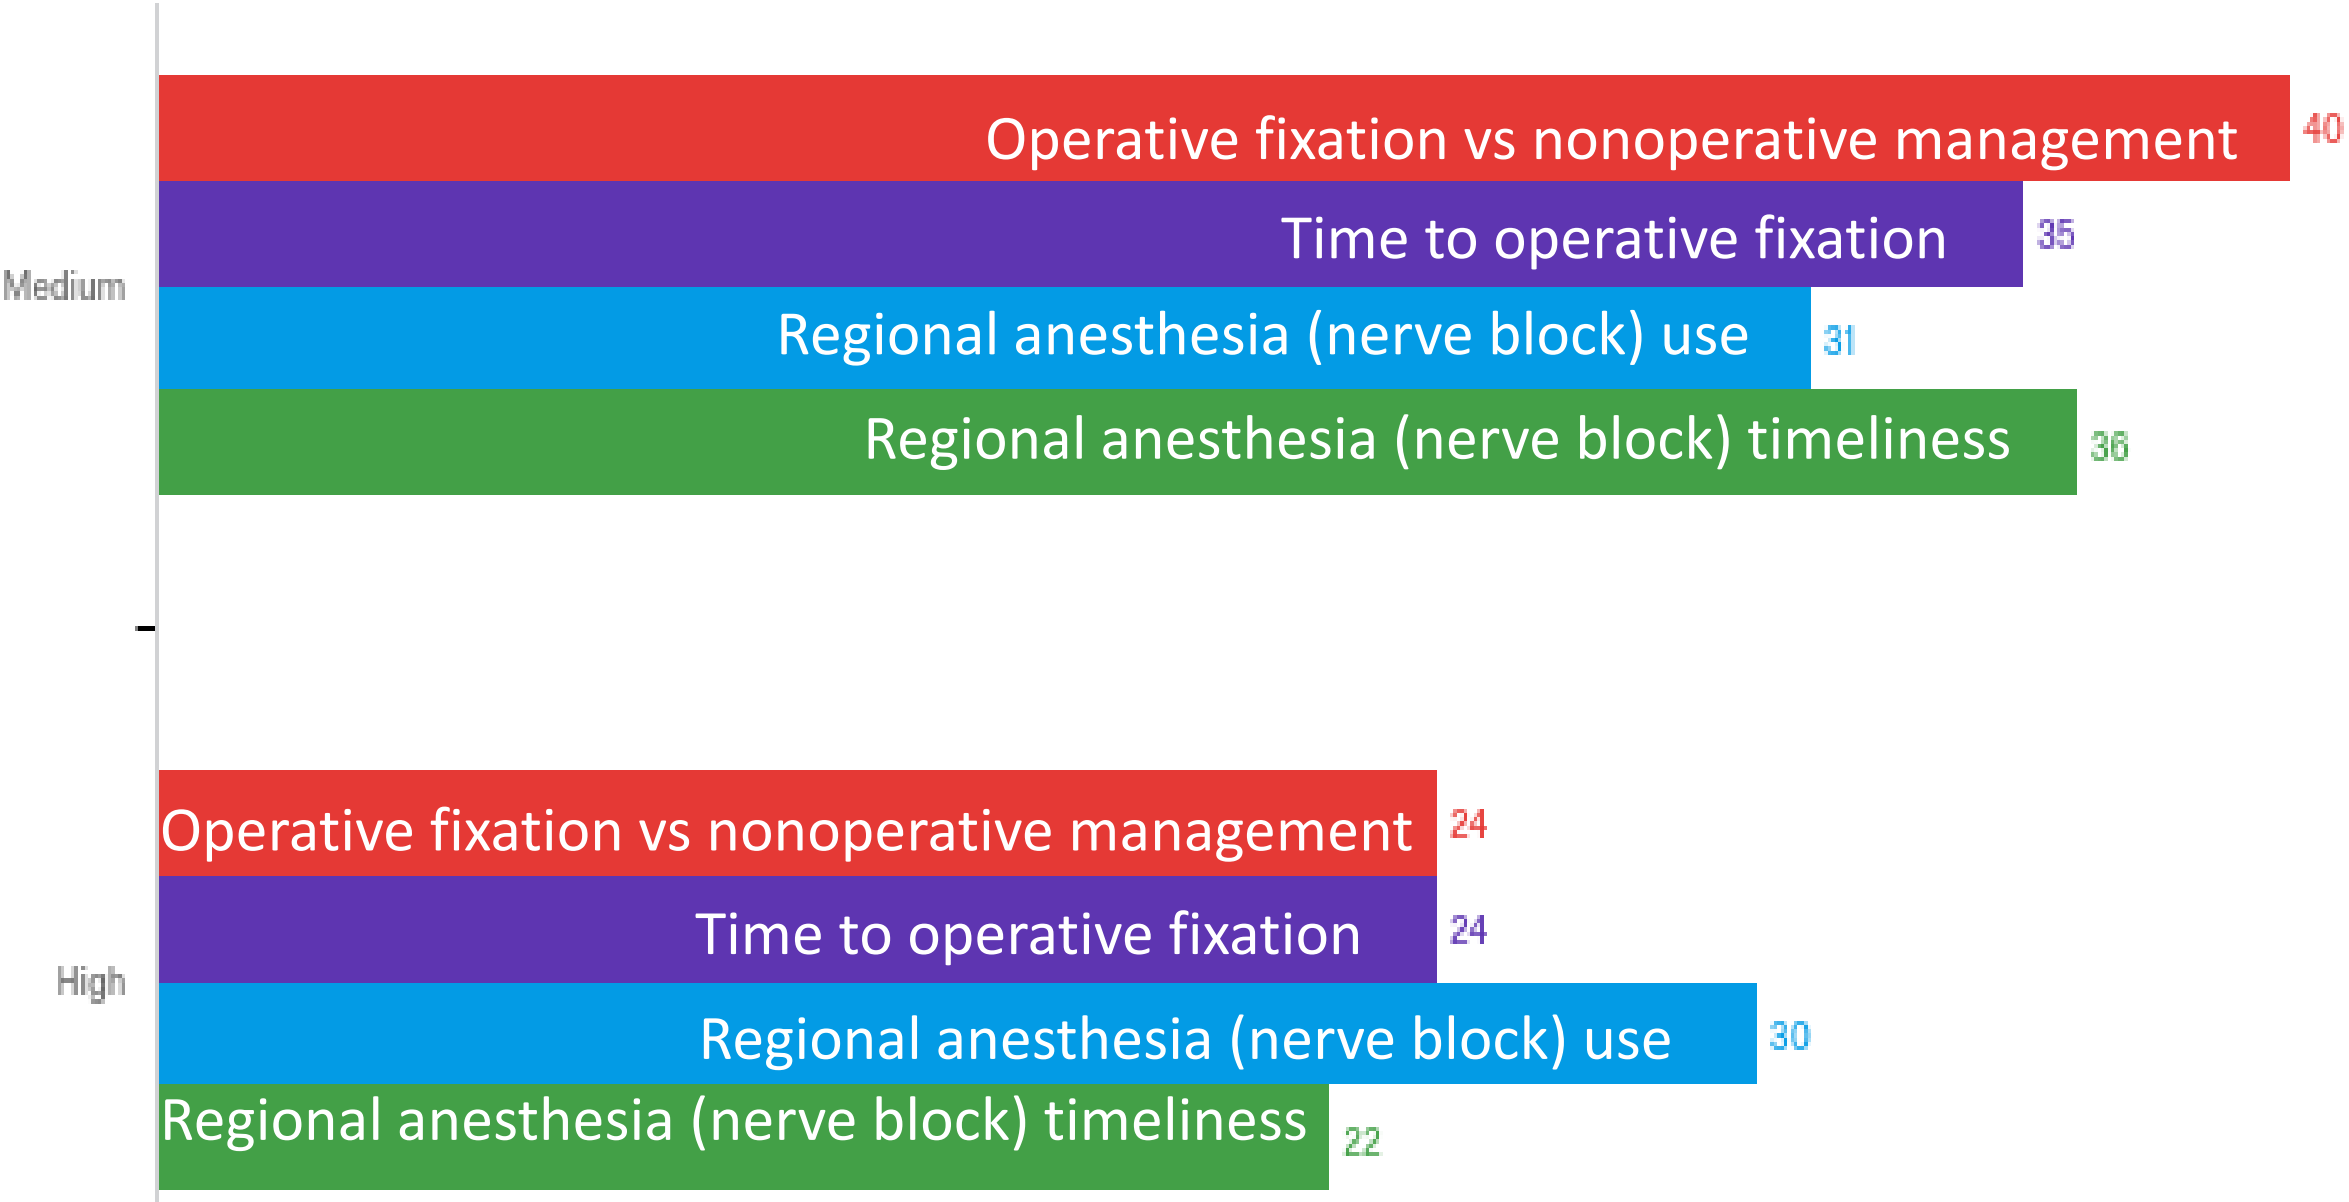 Operative fixation vs nonoperative management 40
Time to operative fixation 35
Medium
Regional anesthesia (nerve block) use 31
Regional anesthesia (nerve block) timeliness 36
Operative fixation vs nonoperative management 24
Time to operative fixation 24
High
Regional anesthesia (nerve block) use 30
Regional anesthesia (nerve block) timeliness 22